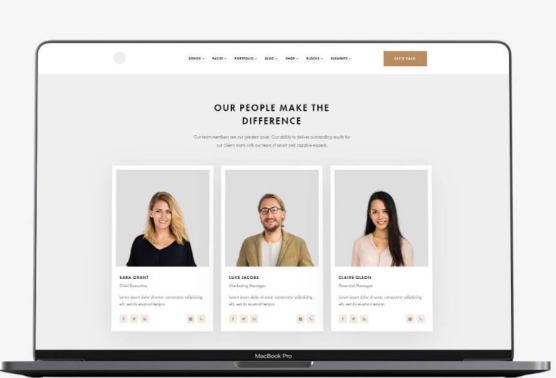 DEMOS PAGES PORTFOLIO BLOG SHOP BLOCKS ELEMENTS LET'S TALK
OUR PEOPLE MAKE THE
DIFFERENCE
Our team members are our greatest asset. Our ability to deliver outstanding results for
our clients starts with our team of smart and capable experts.
SARA GRANT
Chief Executive
Lorem ipsum dolor sit amet, consectetur adipisicing
elit, sed do eiusmod tempor.
LUKE JACOBS
Marketing Manager
Lorem ipsum dolor sit amet, consectetur adipisicing
elit, sed do eiusmod tempor.
CLAIRE OLSON
Financial Manager
Lorem ipsum dolor sit amet, consectetur adipisicing
elit, sed do eiusmod tempor.
MacBook Pro